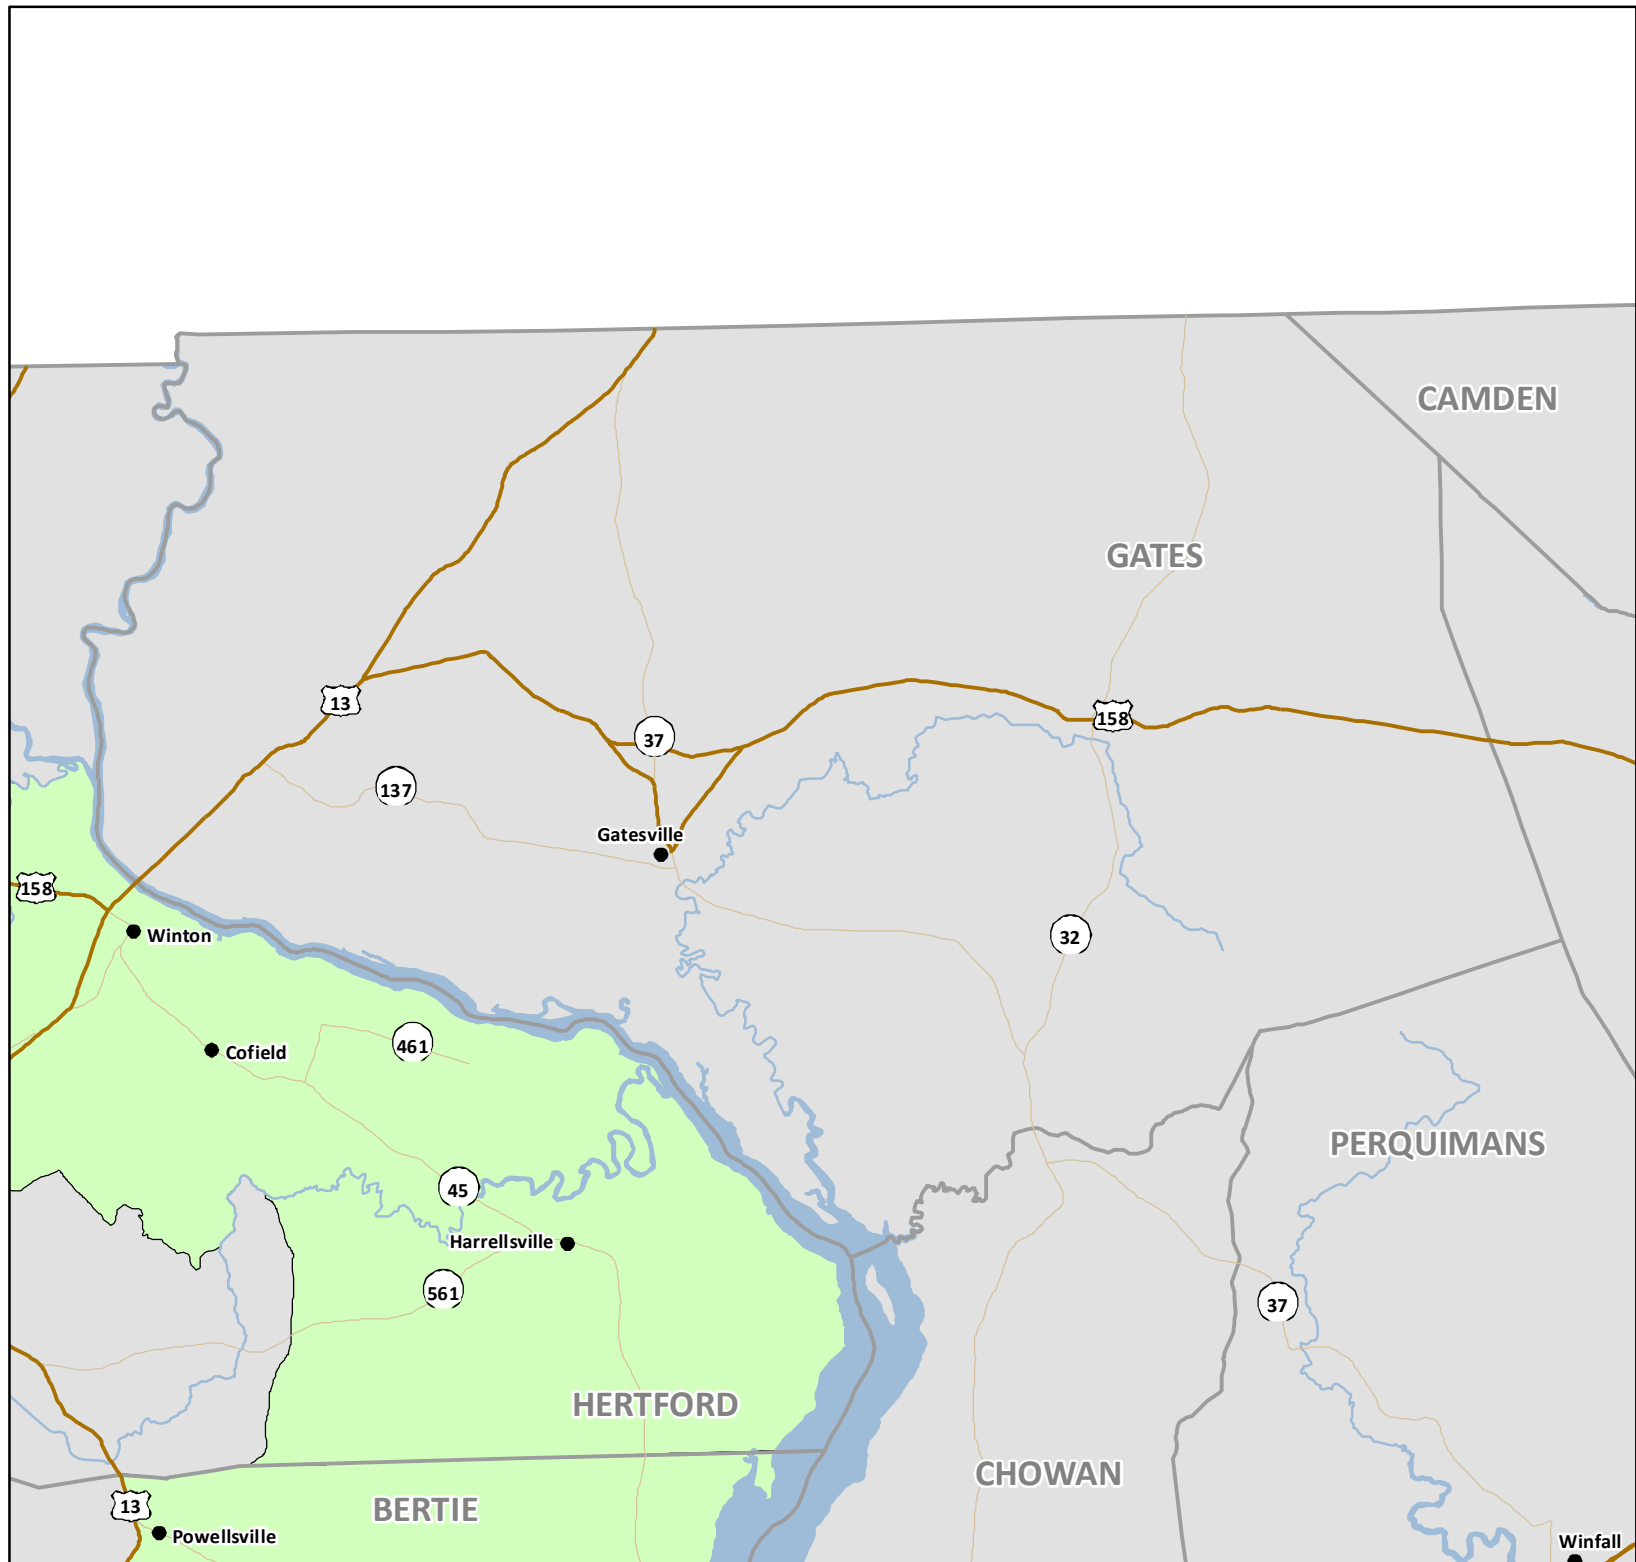 CAMDEN
GATES
13
158
37
137
Gatesville
158
Winton
32
461
Cofield
PERQUIMANS
45
Harrellsville
561
37
HERTFORD
CHOWAN
13
BERTIE
Powellsville
Winfall